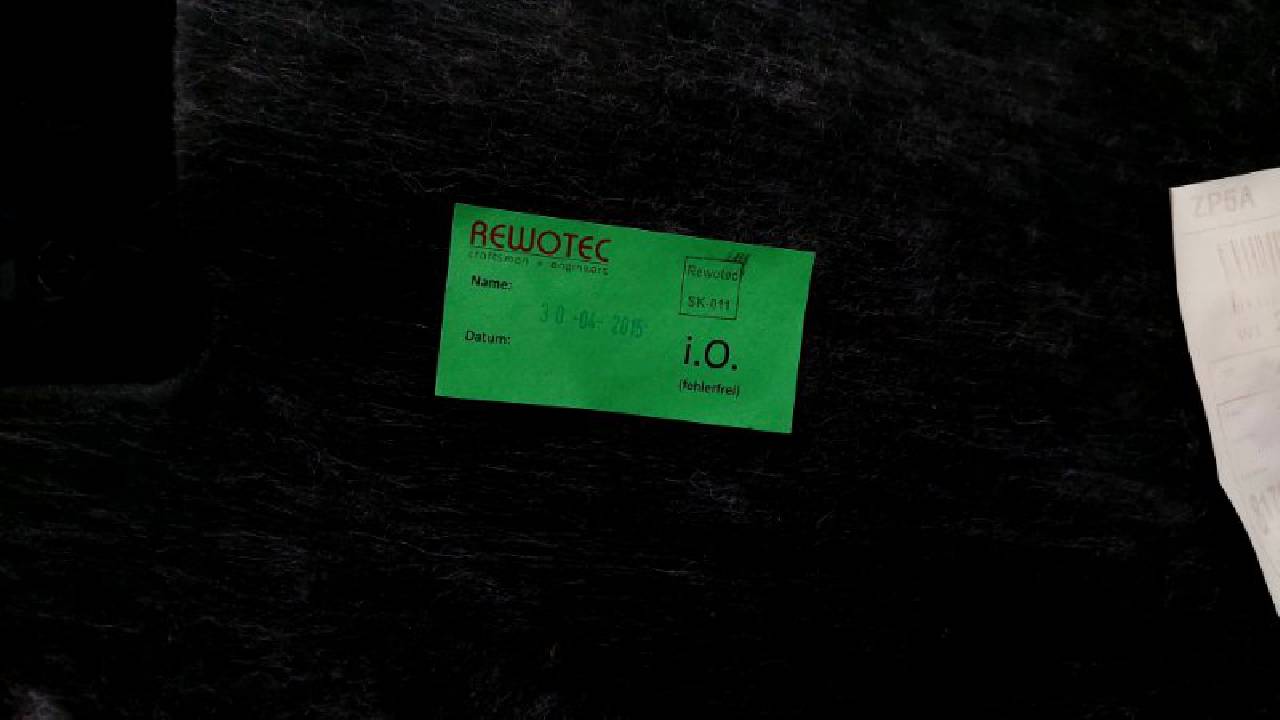 REWOTEC
craftsmen + engineers
Name:
30 -04- 2015
Datum:
Rewotec
SK-011
i.O.
(fehlerfrei)
ZP5A